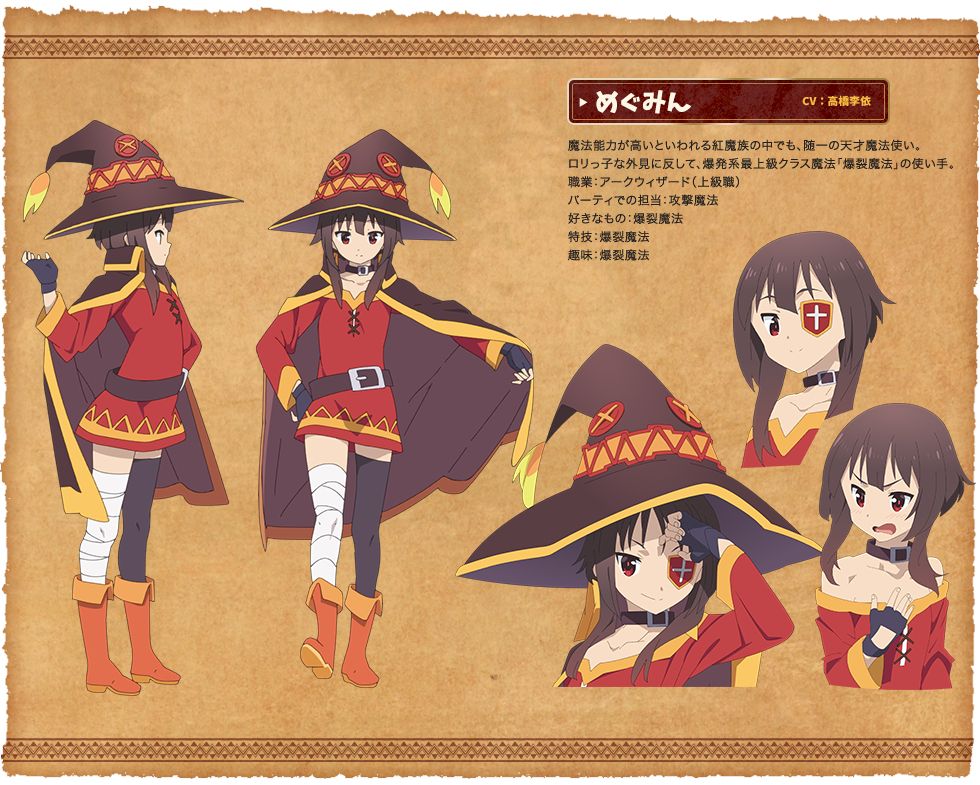 めぐみん
CV：高橋李依
魔法能力が高いといわれる紅魔族の中でも、随一の天才魔法使い。
ロリっ子な外見に反して、爆発系最上級クラス魔法「爆裂魔法」の使い手。
職業：アークウィザード（上級職）
パーティでの担当：攻撃魔法
好きなもの：爆裂魔法
特技：爆裂魔法
趣味：爆裂魔法